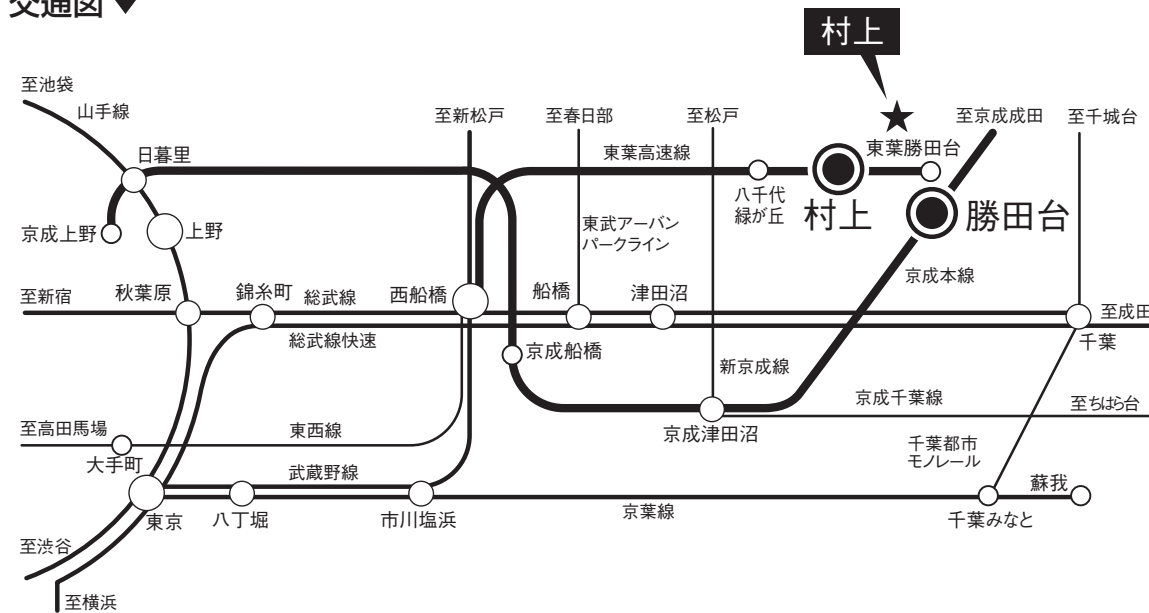 交通図▼
村上
至池袋
山手線
至新松戸
至春日部
至松戸
至京成成田
至千城台
日暮里
東葉高速線
東葉勝田台
八千代
緑が丘
村上
勝田台
京成上野
上野
東武アーバン
パークライン
京成本線
至新宿
秋葉原
錦糸町
総武線
西船橋
船橋
津田沼
至成田
総武線快速
京成船橋
千葉
新京成線
京成千葉線
至ちはら台
至高田馬場
東西線
京成津田沼
千葉都市
モノレール
大手町
武蔵野線
蘇我
東京
八丁堀
市川塩浜
京葉線
千葉みなと
至渋谷
至横浜